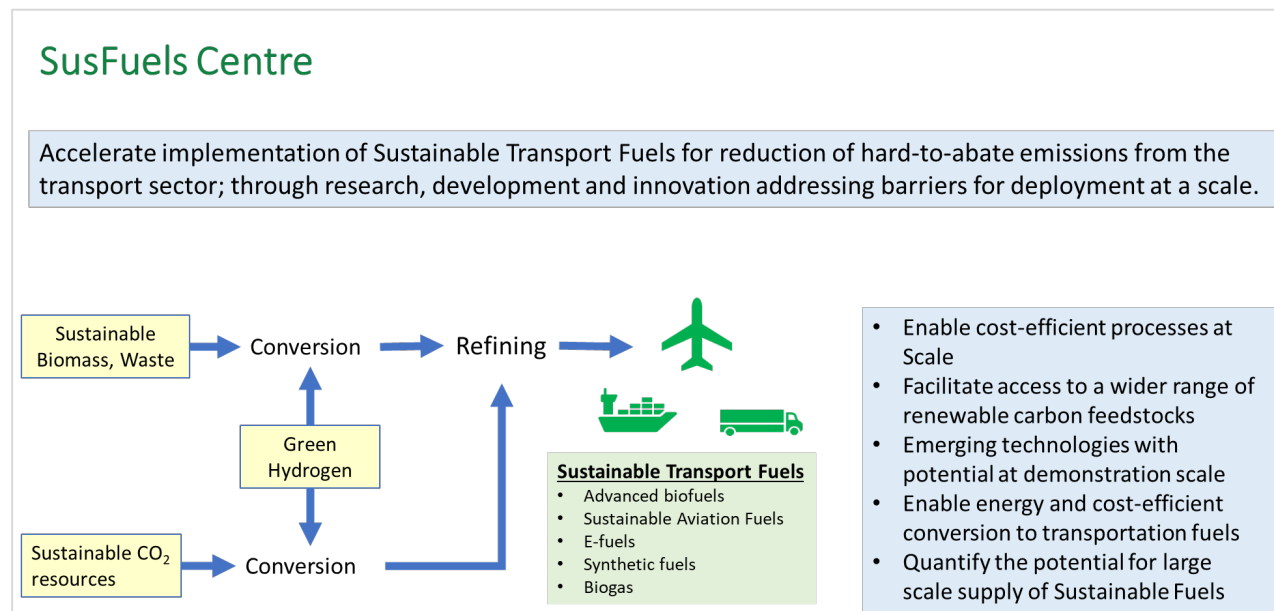 SusFuels Centre
Accelerate implementation of Sustainable Transport Fuels for reduction of hard-to-abate emissions from the
transport sector; through research, development and innovation addressing barriers for deployment at a scale.
Sustainable
Biomass, Waste
Conversion
Refining
Green
Hydrogen
Sustainable CO₂
resources
Conversion
Sustainable Transport Fuels
• Advanced biofuels
• Sustainable Aviation Fuels
• E-fuels
• Synthetic fuels
• Biogas
• Enable cost-efficient processes at
Scale
• Facilitate access to a wider range of
renewable carbon feedstocks
• Emerging technologies with
potential at demonstration scale
• Enable energy and cost-efficient
conversion to transportation fuels
• Quantify the potential for large
scale supply of Sustainable Fuels